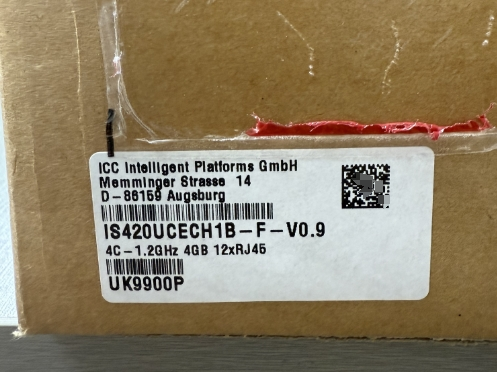 ICC Intelligent Platforms GmbH
Memminger Strasse 14
D-86159 Augsburg
IS420UCECH1B-F-V0.9
4C-1.2GHz 4GB 12xRJ45
UK9900P